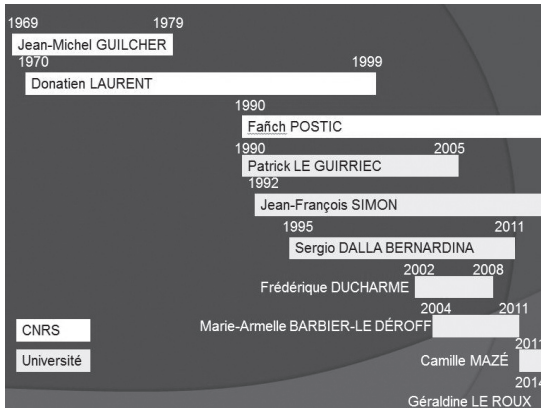 1969 1979
Jean-Michel GUILCHER
1970 1999
Donatien LAURENT
1990
Fañch POSTIC
1990 2005
Patrick LE GUIRRIEC
1992
Jean-François SIMON
1995 2011
Sergio DALLA BERNARDINA
2002 2008
Frédérique DUCHARME
2004 2011
Marie-Armelle BARBIER-LE DÉROFF
CNRS
2011
Université
Camille MAZÉ
2014
Géraldine LE ROUX